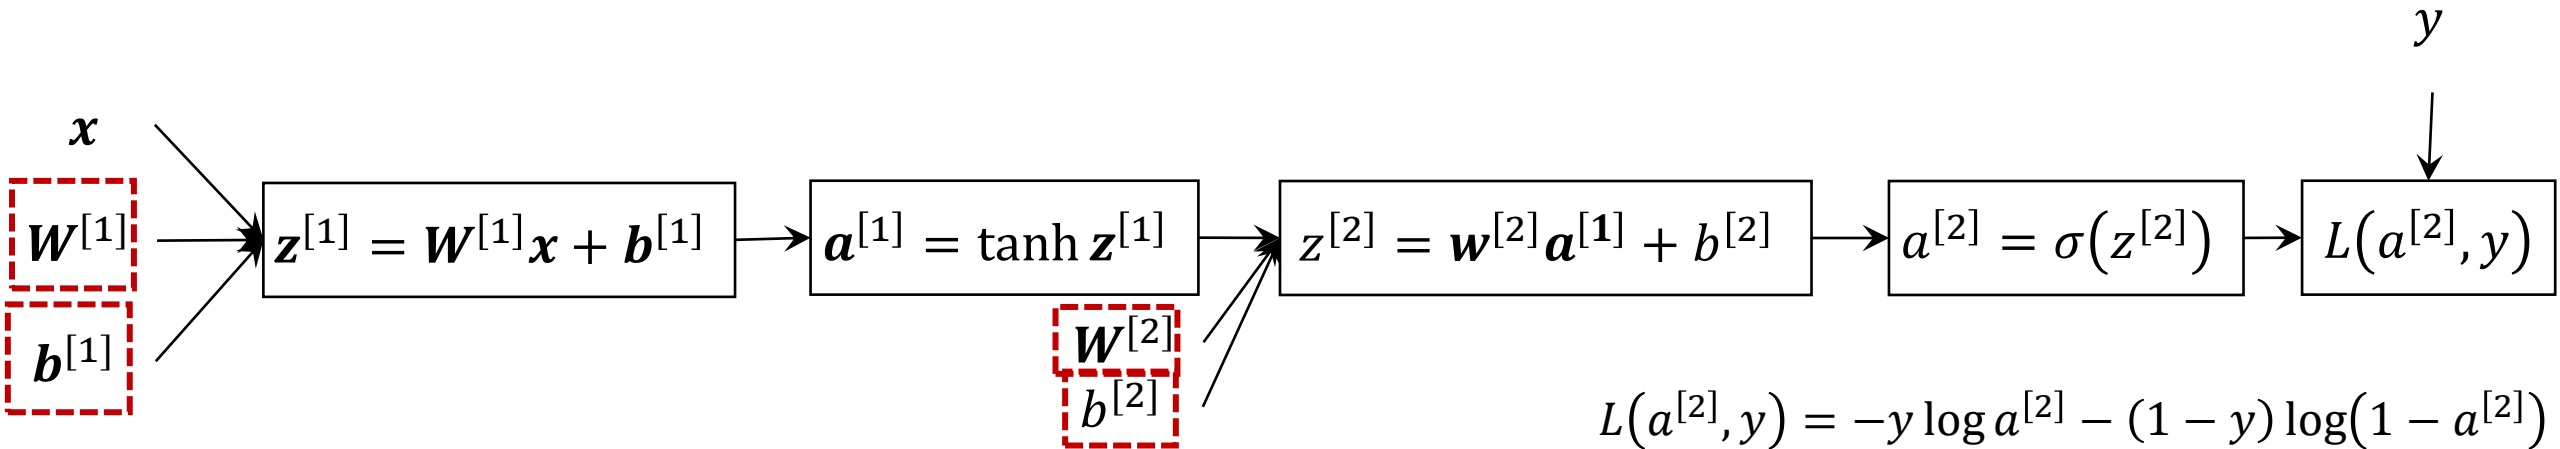 y
x
W^[1]
b^[1]
z^[1] = W^[1]x + b^[1]
a^[1] = tanh z^[1]
W^[2]
b^[2]
z^[2] = w^[2]a^[1] + b^[2]
a^[2] = σ(z^[2])
L(a^[2], y)
L(a^[2], y) = −y log a^[2] − (1 − y) log(1 − a^[2])